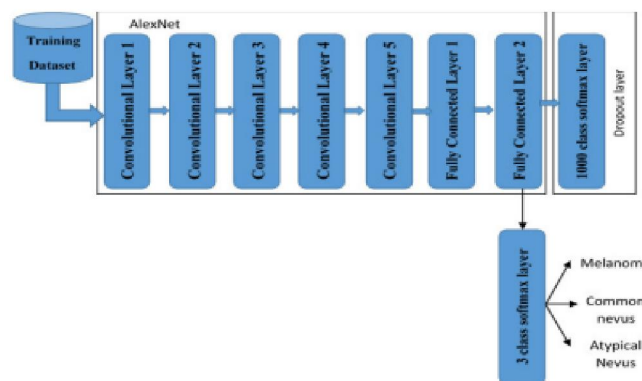 AlexNet
Training
Dataset
Convolutional Layer 1
Convolutional Layer 2
Convolutional Layer 3
Convolutional Layer 4
Convolutional Layer 5
Fully Connected Layer 1
Fully Connected Layer 2
1000 class softmax layer
Dropout layer
3 class softmax layer
Melanom
Common
nevus
Atypical
Nevus